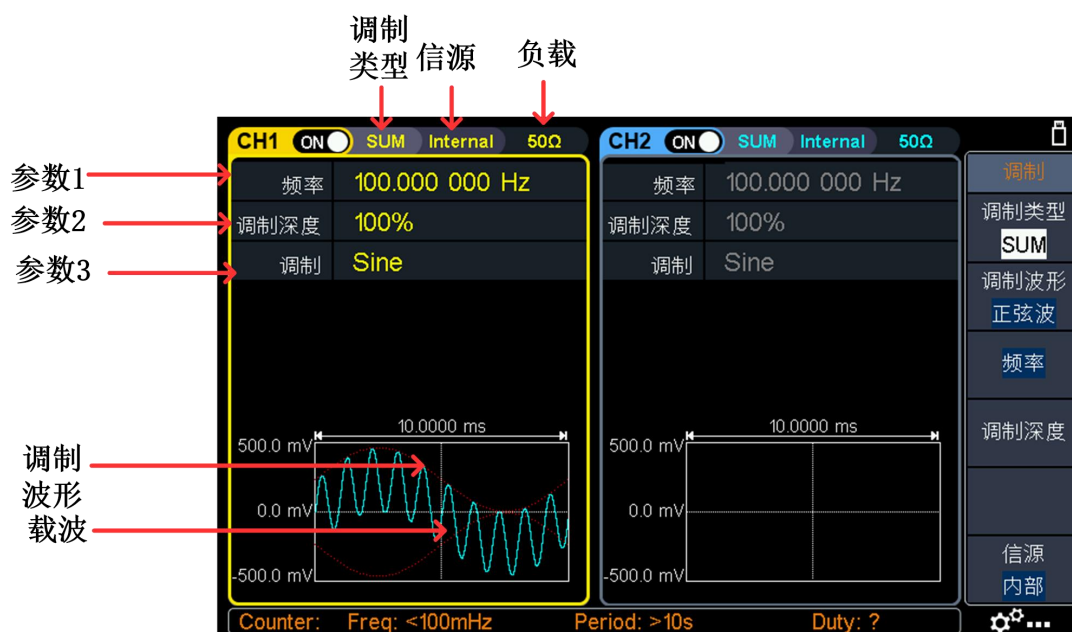 调制
类型
信源
负载
CH1 ON SUM Internal 50Ω
CH2 ON SUM Internal 50Ω
参数1
参数2
参数3
频率 100.000 000 Hz
调制深度 100%
调制 Sine
频率 100.000 000 Hz
调制深度 100%
调制 Sine
调制
调制类型
SUM
调制波形
正弦波
频率
调制深度
信源
内部
调制
波形
载波
10.0000 ms
500.0 mV
0.0 mV
-500.0 mV
10.0000 ms
500.0 mV
0.0 mV
-500.0 mV
Counter: Freq: <100mHz Period: >10s Duty: ?